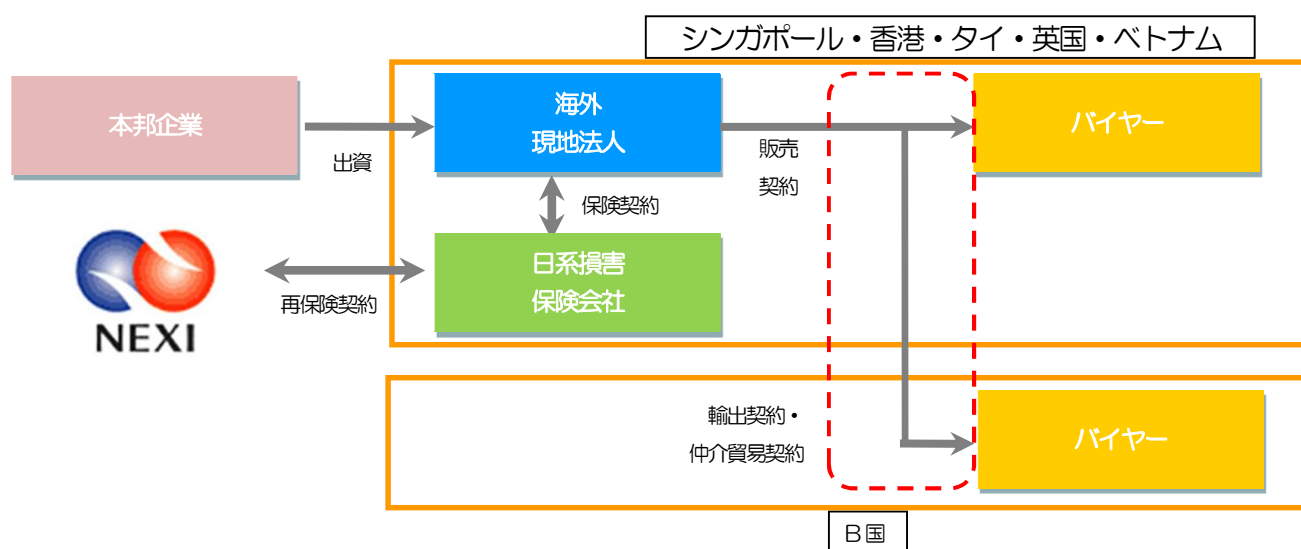 シンガポール・香港・タイ・英国・ベトナム
本邦企業
出資
海外
現地法人
販売
契約
バイヤー
保険契約
日系損害
保険会社
再保険契約
NEXI
輸出契約・
仲介貿易契約
バイヤー
B国